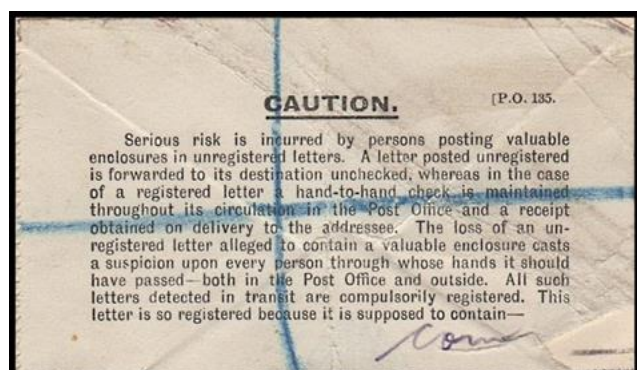 CAUTION. [P.O. 135.
Serious risk is incurred by persons posting valuable
enclosures in unregistered letters. A letter posted unregistered
is forwarded to its destination unchecked, whereas in the case
of a registered letter a hand-to-hand check is maintained
throughout its circulation in the Post Office and a receipt
obtained on delivery to the addressee. The loss of an un-
registered letter alleged to contain a valuable enclosure casts
a suspicion upon every person through whose hands it should
have passed—both in the Post Office and outside. All such
letters detected in transit are compulsorily registered. This
letter is so registered because it is supposed to contain—